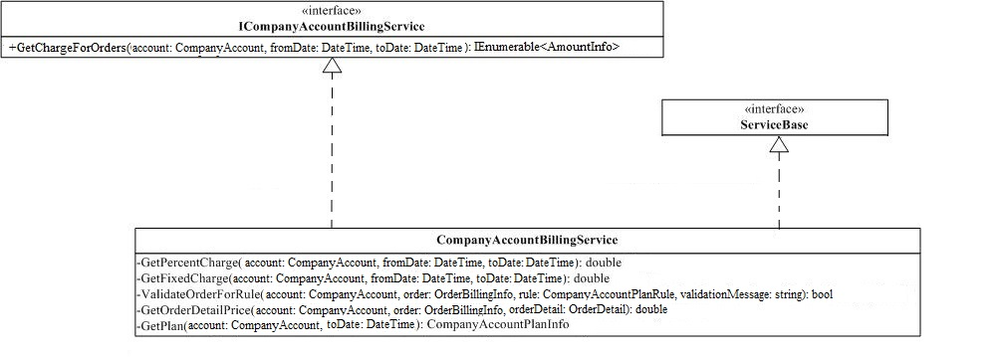 «interface»
ICompanyAccountBillingService
+GetChargeForOrders(account: CompanyAccount, fromDate: DateTime, toDate: DateTime ): IEnumerable<AmountInfo>
«interface»
ServiceBase
CompanyAccountBillingService
-GetPercentCharge( account: CompanyAccount, fromDate: DateTime, toDate: DateTime): double
-GetFixedCharge(account: CompanyAccount, fromDate: DateTime, toDate: DateTime): double
-ValidateOrderForRule( account: CompanyAccount, order: OrderBillingInfo, rule: CompanyAccountPlanRule, validationMessage: string): bool
-GetOrderDetailPrice( account: CompanyAccount, order: OrderBillingInfo, orderDetail: OrderDetail): double
-GetPlan(account: CompanyAccount, toDate: DateTime): CompanyAccountPlanInfo